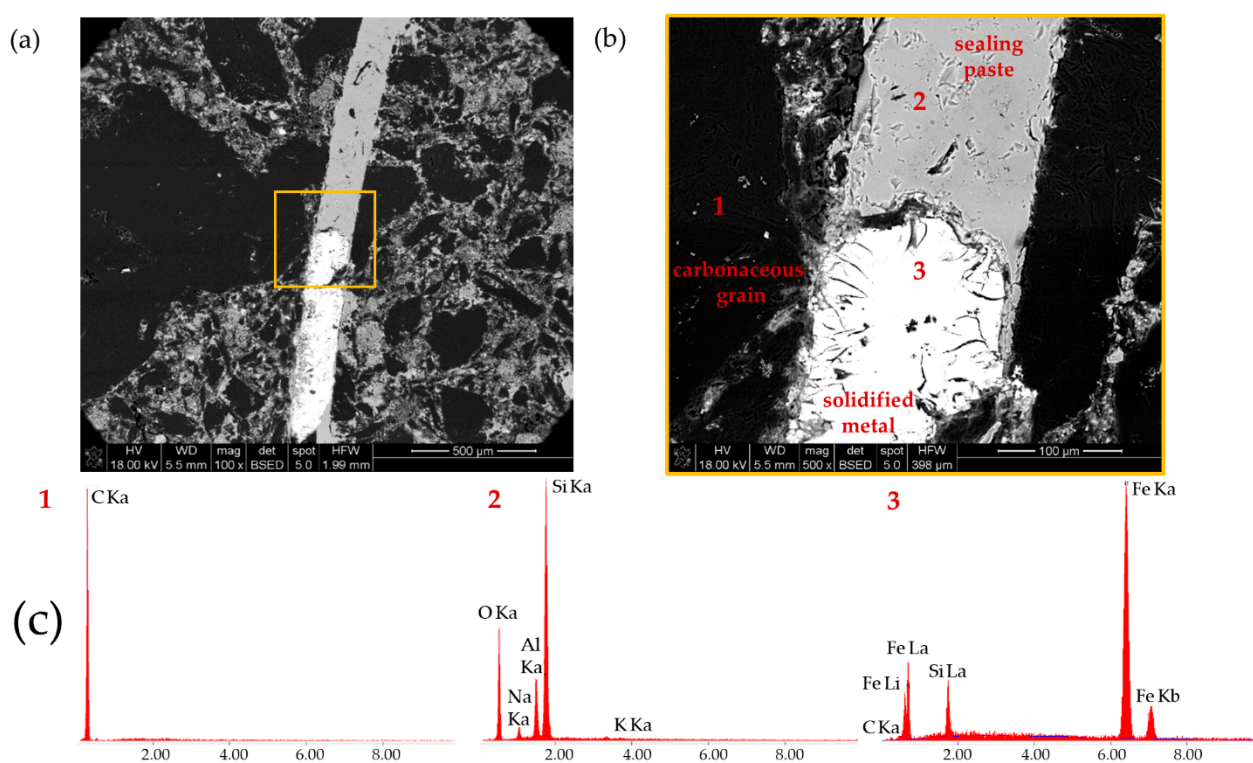 (a)
(b)
sealing
paste
2
1
3
carbonaceous
grain
solidified
metal
HV WD mag det spot HFW
18.00 kV 5.5 mm 100 x BSED 5.0 1.99 mm
500 µm
HV WD mag det spot HFW
18.00 kV 5.5 mm 500 x BSED 5.0 398 µm
100 µm
(c)
1
C Ka
2.00 4.00 6.00 8.00
2
Si Ka
O Ka
Al
Ka
Na
Ka
K Ka
2.00 4.00 6.00 8.00
3
Fe Ka
Fe La
Fe Li
Si La
Fe Kb
C Ka
2.00 4.00 6.00 8.00